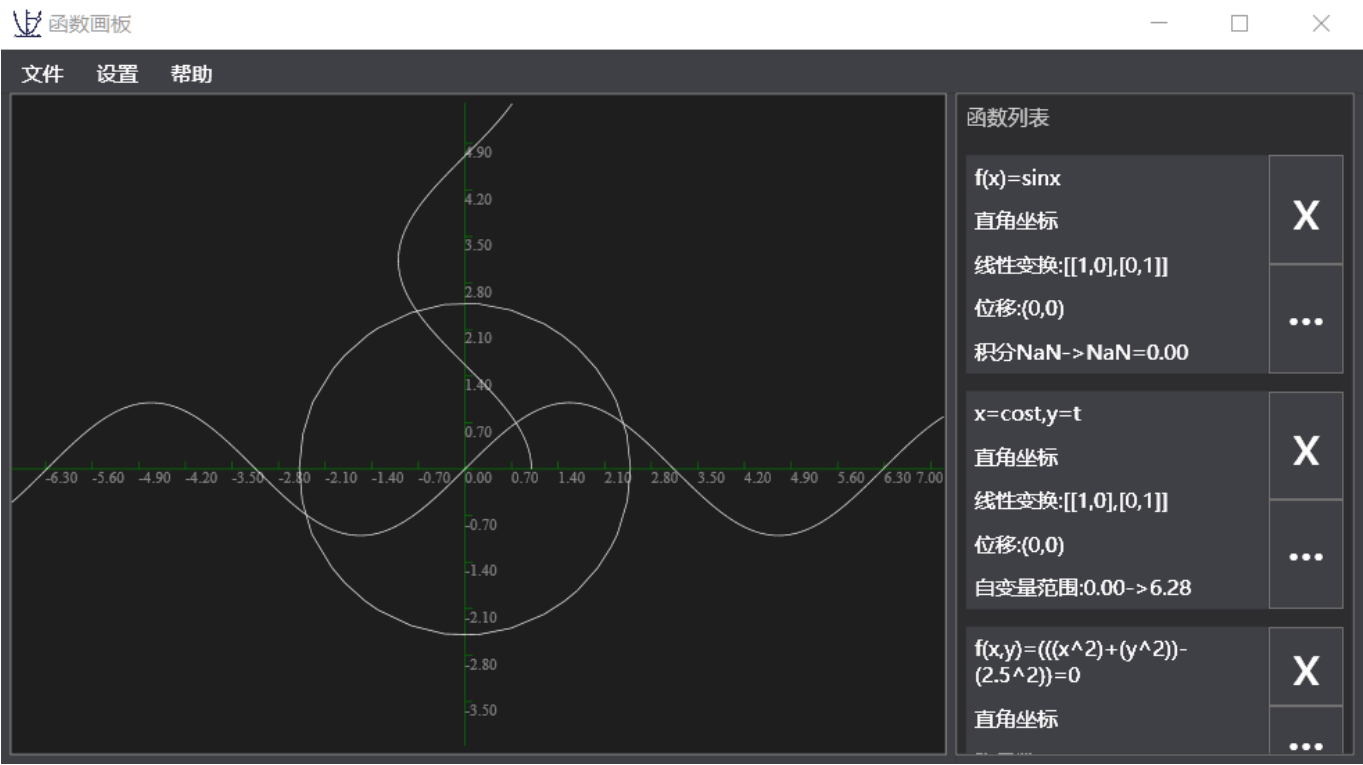 函数画板
文件 设置 帮助
4.90
4.20
3.50
2.80
2.10
1.40
0.70
-6.30 -5.60 -4.90 -4.20 -3.50 -2.80 -2.10 -1.40 -0.70 0.00 0.70 1.40 2.10 2.80 3.50 4.20 4.90 5.60 6.30 7.00
-0.70
-1.40
-2.10
-2.80
-3.50
函数列表
f(x)=sinx
直角坐标
线性变换:[[1,0],[0,1]]
位移:(0,0)
积分NaN->NaN=0.00
X
...
x=cost,y=t
直角坐标
线性变换:[[1,0],[0,1]]
位移:(0,0)
自变量范围:0.00->6.28
X
...
f(x,y)=(((x^2)+(y^2))-
(2.5^2))=0
直角坐标
X
...